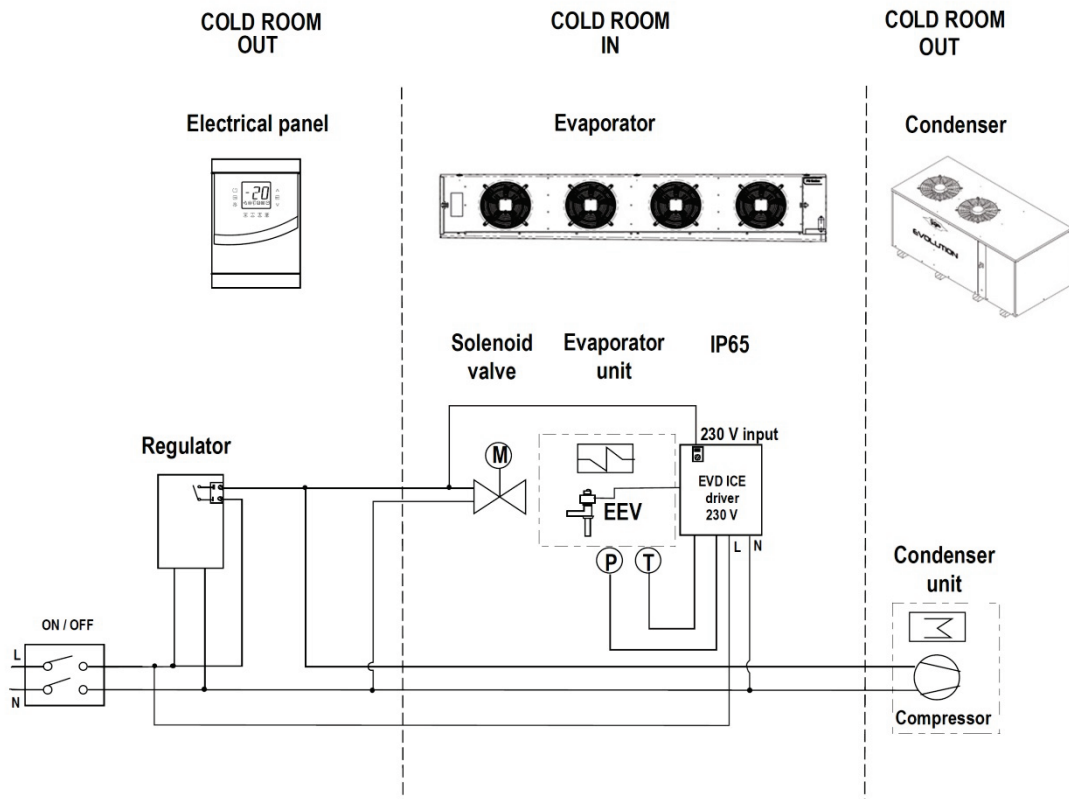 COLD ROOM
OUT
COLD ROOM
IN
COLD ROOM
OUT
Electrical panel
Evaporator
Condenser
-20
EVOLUTION
Solenoid
valve
Evaporator
unit
IP65
230 V input
Regulator
M
EVD ICE
driver
230 V
EEV
L
N
P
T
Condenser
unit
ON / OFF
L
N
Compressor